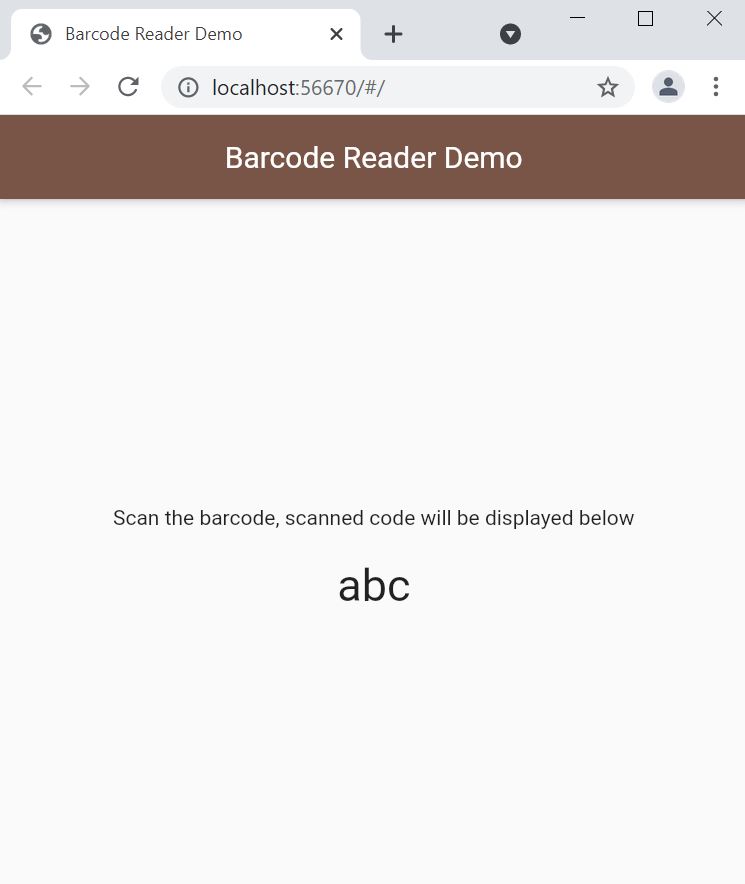 Barcode Reader Demo
localhost:56670/#/
Barcode Reader Demo
Scan the barcode, scanned code will be displayed below
abc